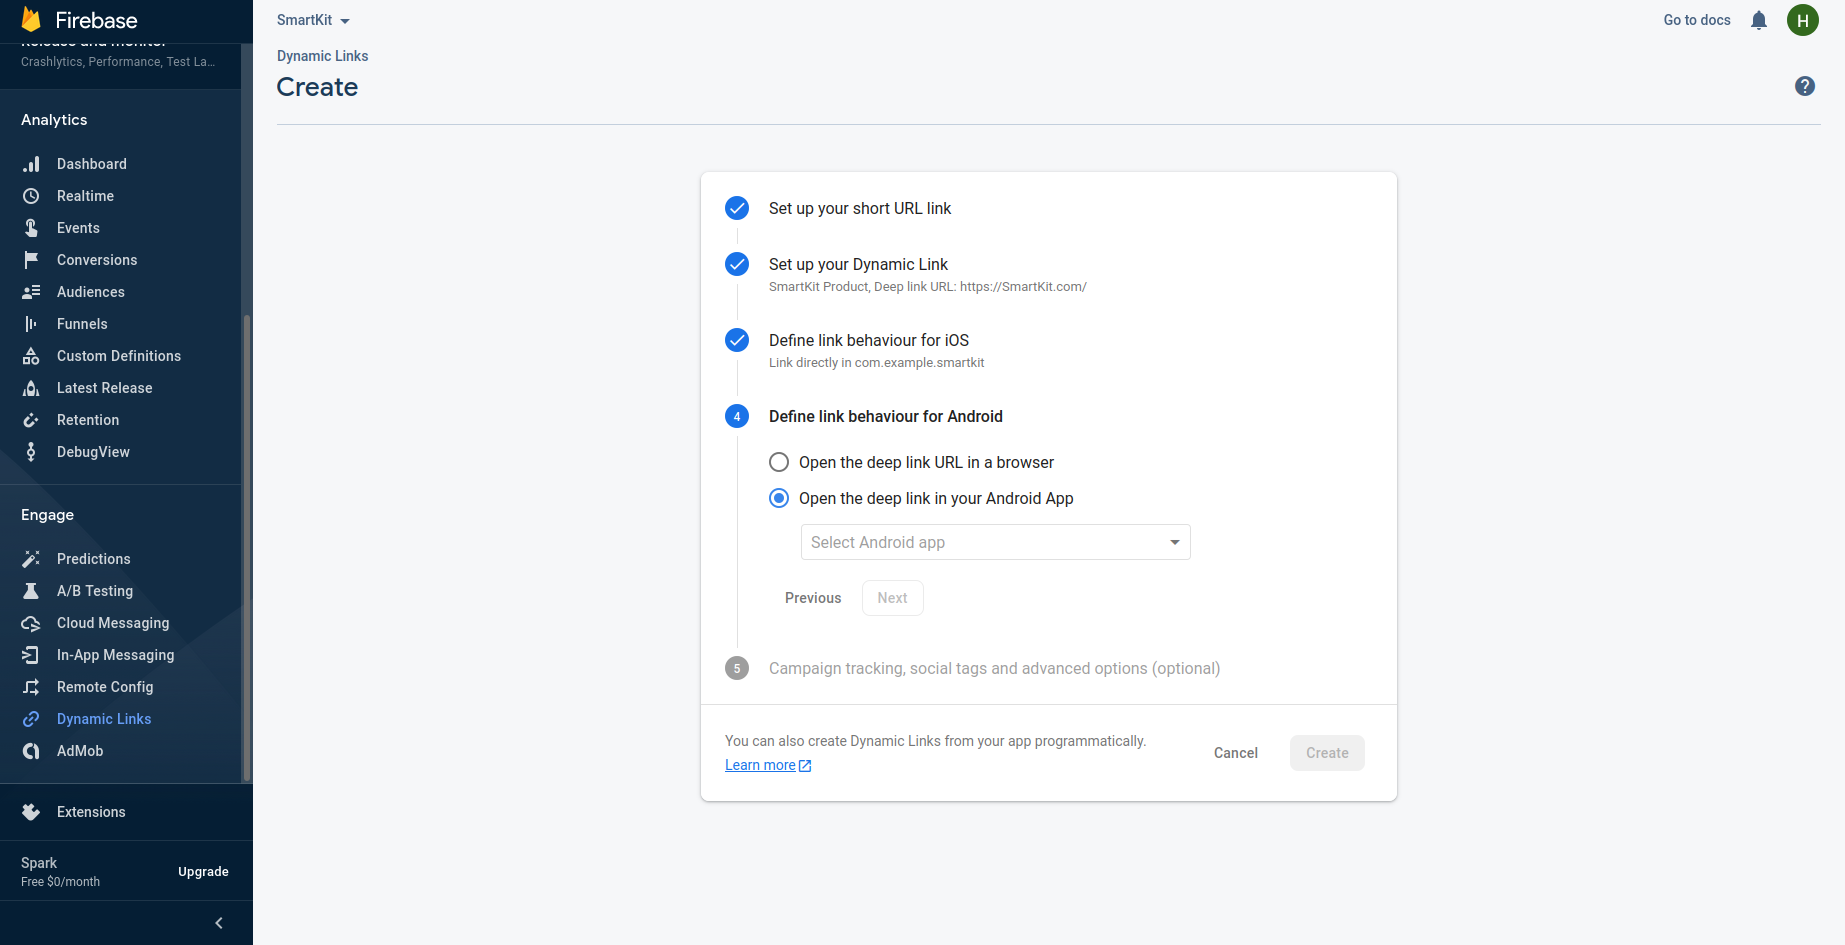 Firebase
Release and monitor
Crashlytics, Performance, Test La...
Analytics
Dashboard
Realtime
Events
Conversions
Audiences
Funnels
Custom Definitions
Latest Release
Retention
DebugView
Engage
Predictions
A/B Testing
Cloud Messaging
In-App Messaging
Remote Config
Dynamic Links
AdMob
Extensions
Spark
Free $0/month
Upgrade
SmartKit
Go to docs
H
Dynamic Links
Create
?
Set up your short URL link
Set up your Dynamic Link
SmartKit Product, Deep link URL: https://SmartKit.com/
Define link behaviour for iOS
Link directly in com.example.smartkit
4 Define link behaviour for Android
Open the deep link URL in a browser
Open the deep link in your Android App
Select Android app
Previous Next
5 Campaign tracking, social tags and advanced options (optional)
You can also create Dynamic Links from your app programmatically.
Learn more
Cancel Create